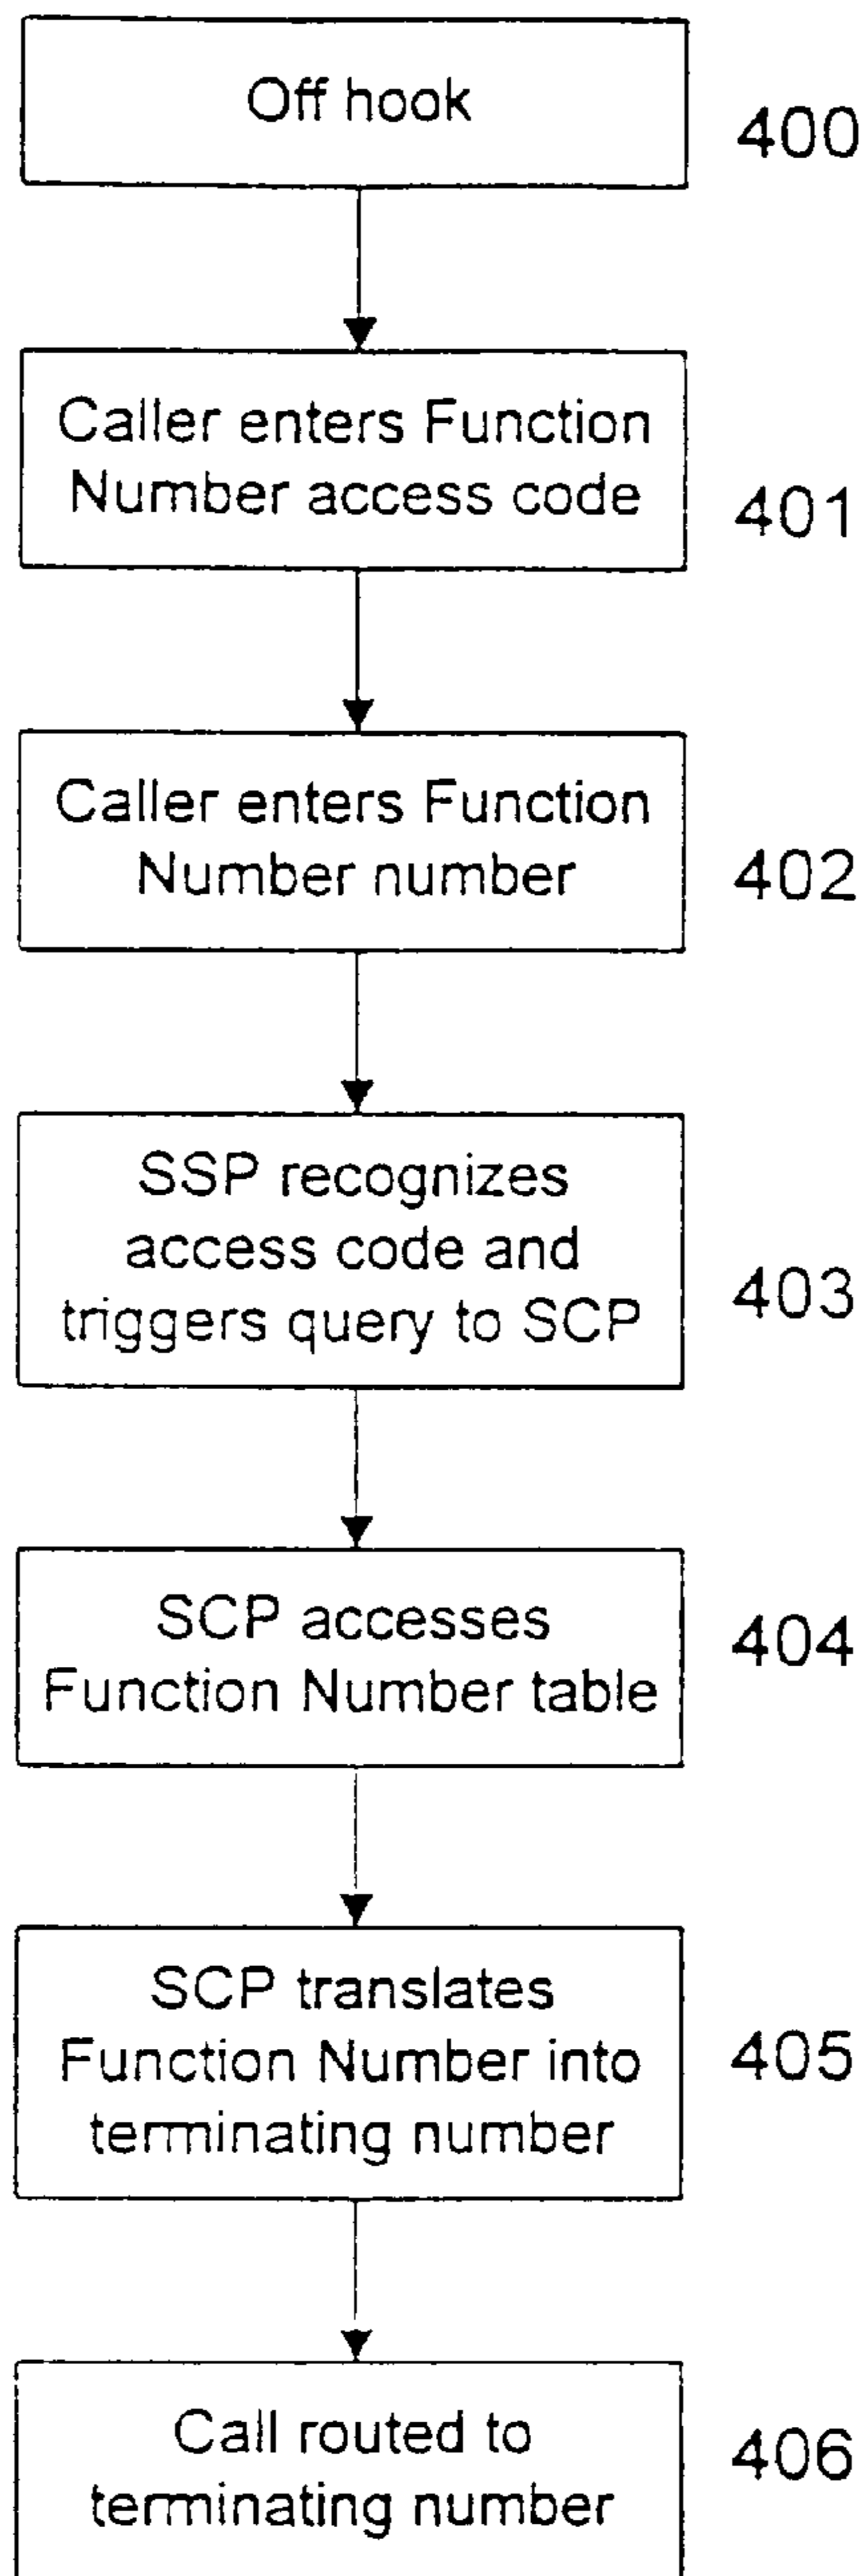 Off hook
400
Caller enters Function
Number access code
401
Caller enters Function
Number number
402
SSP recognizes
access code and
triggers query to SCP
403
SCP accesses
Function Number table
404
SCP translates
Function Number into
terminating number
405
Call routed to
terminating number
406